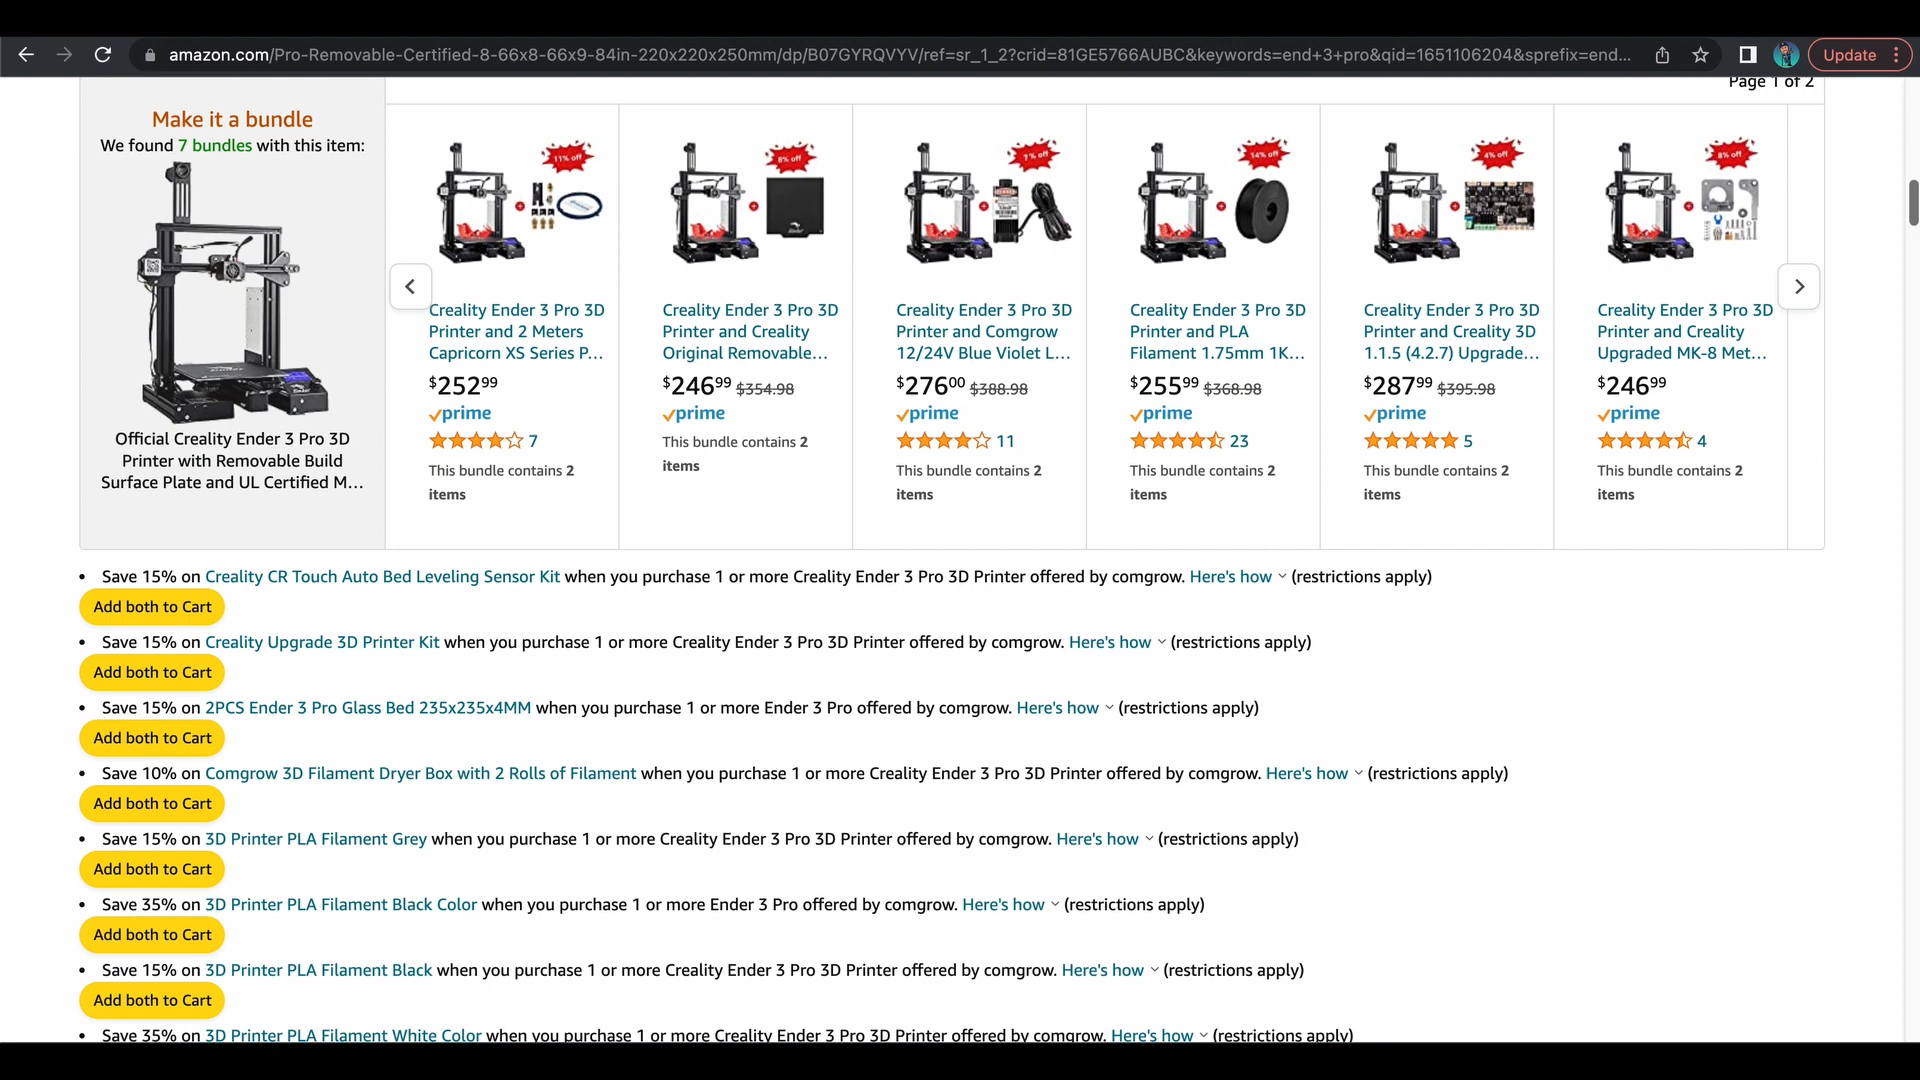 amazon.com/Pro-Removable-Certified-8-66x8-66x9-84in-220x220x250mm/dp/B07GYRQVYV/ref=sr_1_2?crid=81GE5766AUBC&keywords=end+3+pro&qid=1651106204&sprefix=end...
Update
Page 1 of 2
Make it a bundle
We found 7 bundles with this item:
Official Creality Ender 3 Pro 3D
Printer with Removable Build
Surface Plate and UL Certified M...
11% off
Creality Ender 3 Pro 3D
Printer and 2 Meters
Capricorn XS Series P...
$252 99
prime
7
This bundle contains 2
items
8% off
Creality Ender 3 Pro 3D
Printer and Creality
Original Removable...
$246 99 $354.98
prime
This bundle contains 2
items
7% off
Creality Ender 3 Pro 3D
Printer and Comgrow
12/24V Blue Violet L...
$276 00 $388.98
prime
11
This bundle contains 2
items
14% off
Creality Ender 3 Pro 3D
Printer and PLA
Filament 1.75mm 1K...
$255 99 $368.98
prime
23
This bundle contains 2
items
4% off
Creality Ender 3 Pro 3D
Printer and Creality 3D
1.1.5 (4.2.7) Upgrade...
$287 99 $395.98
prime
5
This bundle contains 2
items
8% off
Creality Ender 3 Pro 3D
Printer and Creality
Upgraded MK-8 Met...
$246 99
prime
4
This bundle contains 2
items
Save 15% on Creality CR Touch Auto Bed Leveling Sensor Kit when you purchase 1 or more Creality Ender 3 Pro 3D Printer offered by comgrow. Here's how (restrictions apply)
Add both to Cart
Save 15% on Creality Upgrade 3D Printer Kit when you purchase 1 or more Creality Ender 3 Pro 3D Printer offered by comgrow. Here's how (restrictions apply)
Add both to Cart
Save 15% on 2PCS Ender 3 Pro Glass Bed 235x235x4MM when you purchase 1 or more Ender 3 Pro offered by comgrow. Here's how (restrictions apply)
Add both to Cart
Save 10% on Comgrow 3D Filament Dryer Box with 2 Rolls of Filament when you purchase 1 or more Creality Ender 3 Pro 3D Printer offered by comgrow. Here's how (restrictions apply)
Add both to Cart
Save 15% on 3D Printer PLA Filament Grey when you purchase 1 or more Creality Ender 3 Pro 3D Printer offered by comgrow. Here's how (restrictions apply)
Add both to Cart
Save 35% on 3D Printer PLA Filament Black Color when you purchase 1 or more Ender 3 Pro offered by comgrow. Here's how (restrictions apply)
Add both to Cart
Save 15% on 3D Printer PLA Filament Black when you purchase 1 or more Creality Ender 3 Pro 3D Printer offered by comgrow. Here's how (restrictions apply)
Add both to Cart
Save 35% on 3D Printer PLA Filament White Color when you purchase 1 or more Creality Ender 3 Pro 3D Printer offered by comgrow. Here's how (restrictions apply)